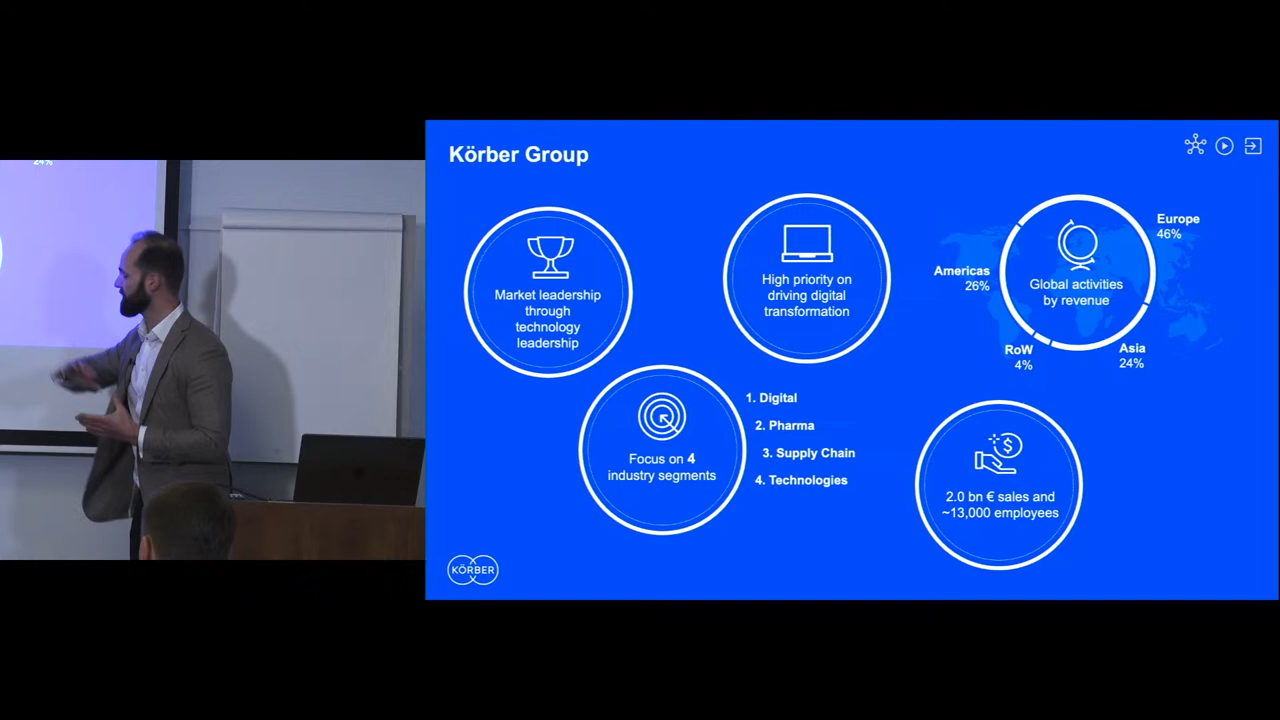 24%
Körber Group
Market leadership
through
technology
leadership
High priority on
driving digital
transformation
Global activities
by revenue
Europe
46%
Americas
26%
RoW
4%
Asia
24%
Focus on 4
industry segments
1. Digital
2. Pharma
3. Supply Chain
4. Technologies
2.0 bn € sales and
~13,000 employees
KÖRBER